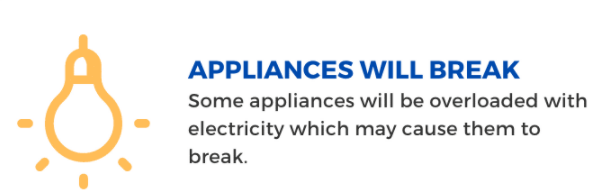 APPLIANCES WILL BREAK
Some appliances will be overloaded with
electricity which may cause them to
break.